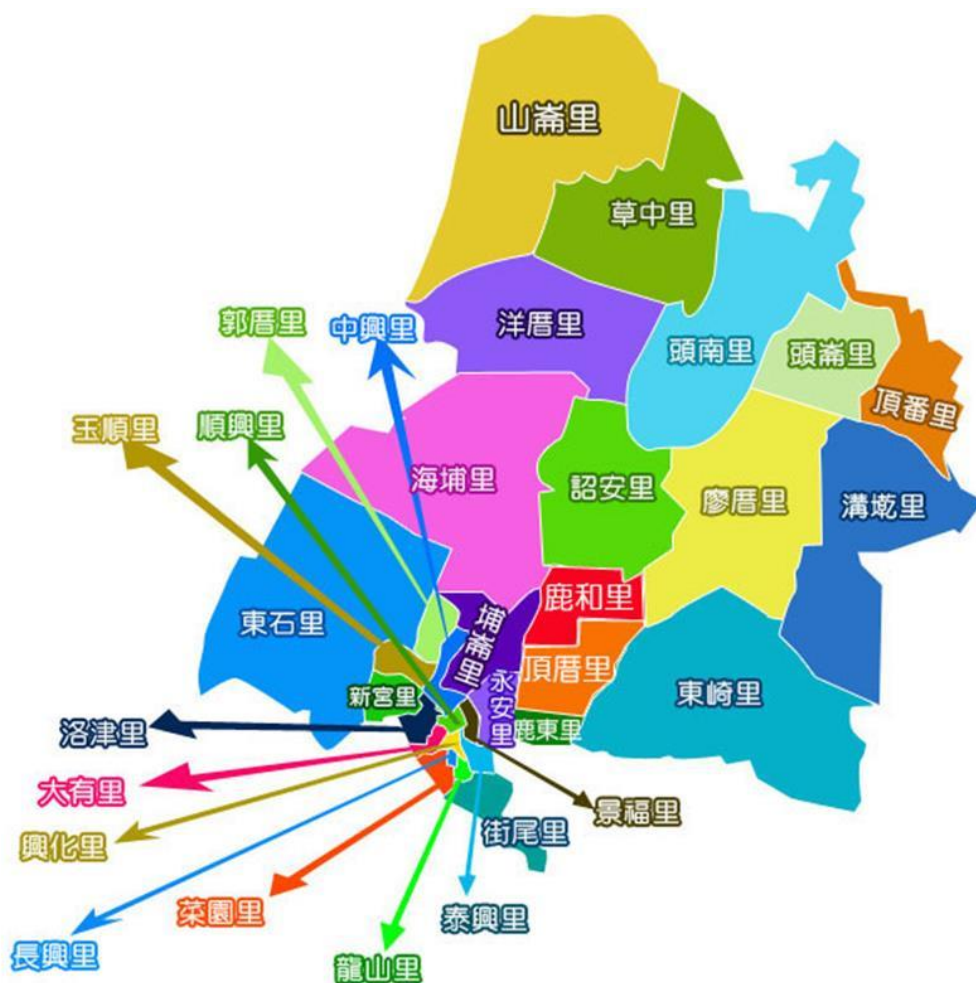 山崙里
草中里
郭厝里
中興里
洋厝里
頭南里
頭崙里
頂番里
玉順里
順興里
海埔里
詔安里
廖厝里
溝墘里
東石里
埔崙里
鹿和里
頂厝里
永安里
東崎里
新宮里
鹿東里
洛津里
大有里
景福里
興化里
街尾里
菜園里
泰興里
長興里
龍山里